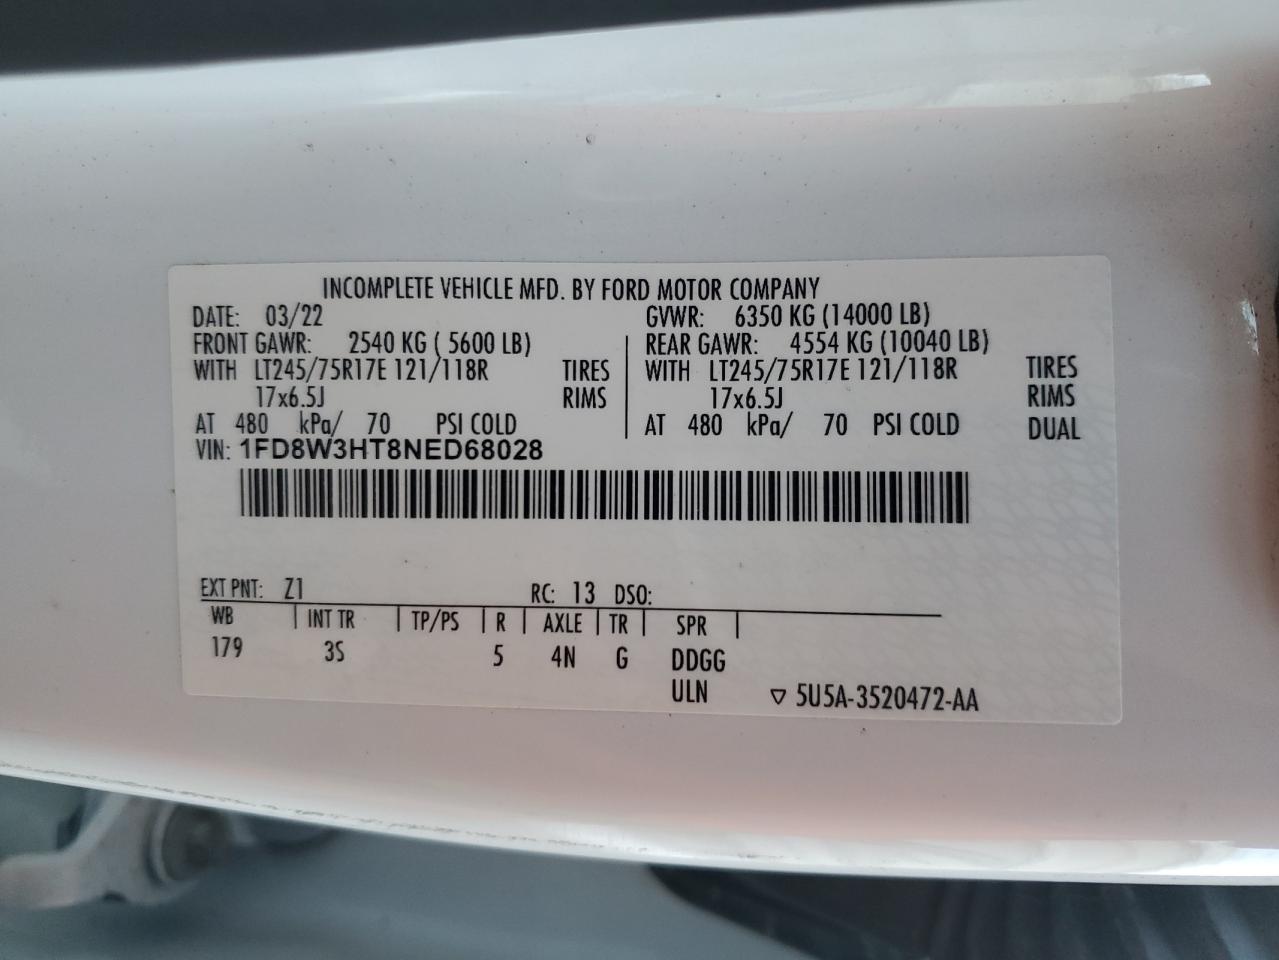 INCOMPLETE VEHICLE MFD. BY FORD MOTOR COMPANY
DATE: 03/22 GVWR: 6350 KG (14000 LB)
FRONT GAWR: 2540 KG ( 5600 LB) REAR GAWR: 4554 KG (10040 LB)
WITH LT245/75R17E 121/118R TIRES WITH LT245/75R17E 121/118R TIRES
17x6.5J RIMS 17x6.5J RIMS
AT 480 kPa/ 70 PSI COLD AT 480 kPa/ 70 PSI COLD DUAL
VIN: 1FD8W3HT8NED68028
EXT PNT: Z1 RC: 13 DSO:
WB INT TR TP/PS R AXLE TR SPR
179 3S 5 4N G DDGG
ULN ▽ 5U5A-3520472-AA